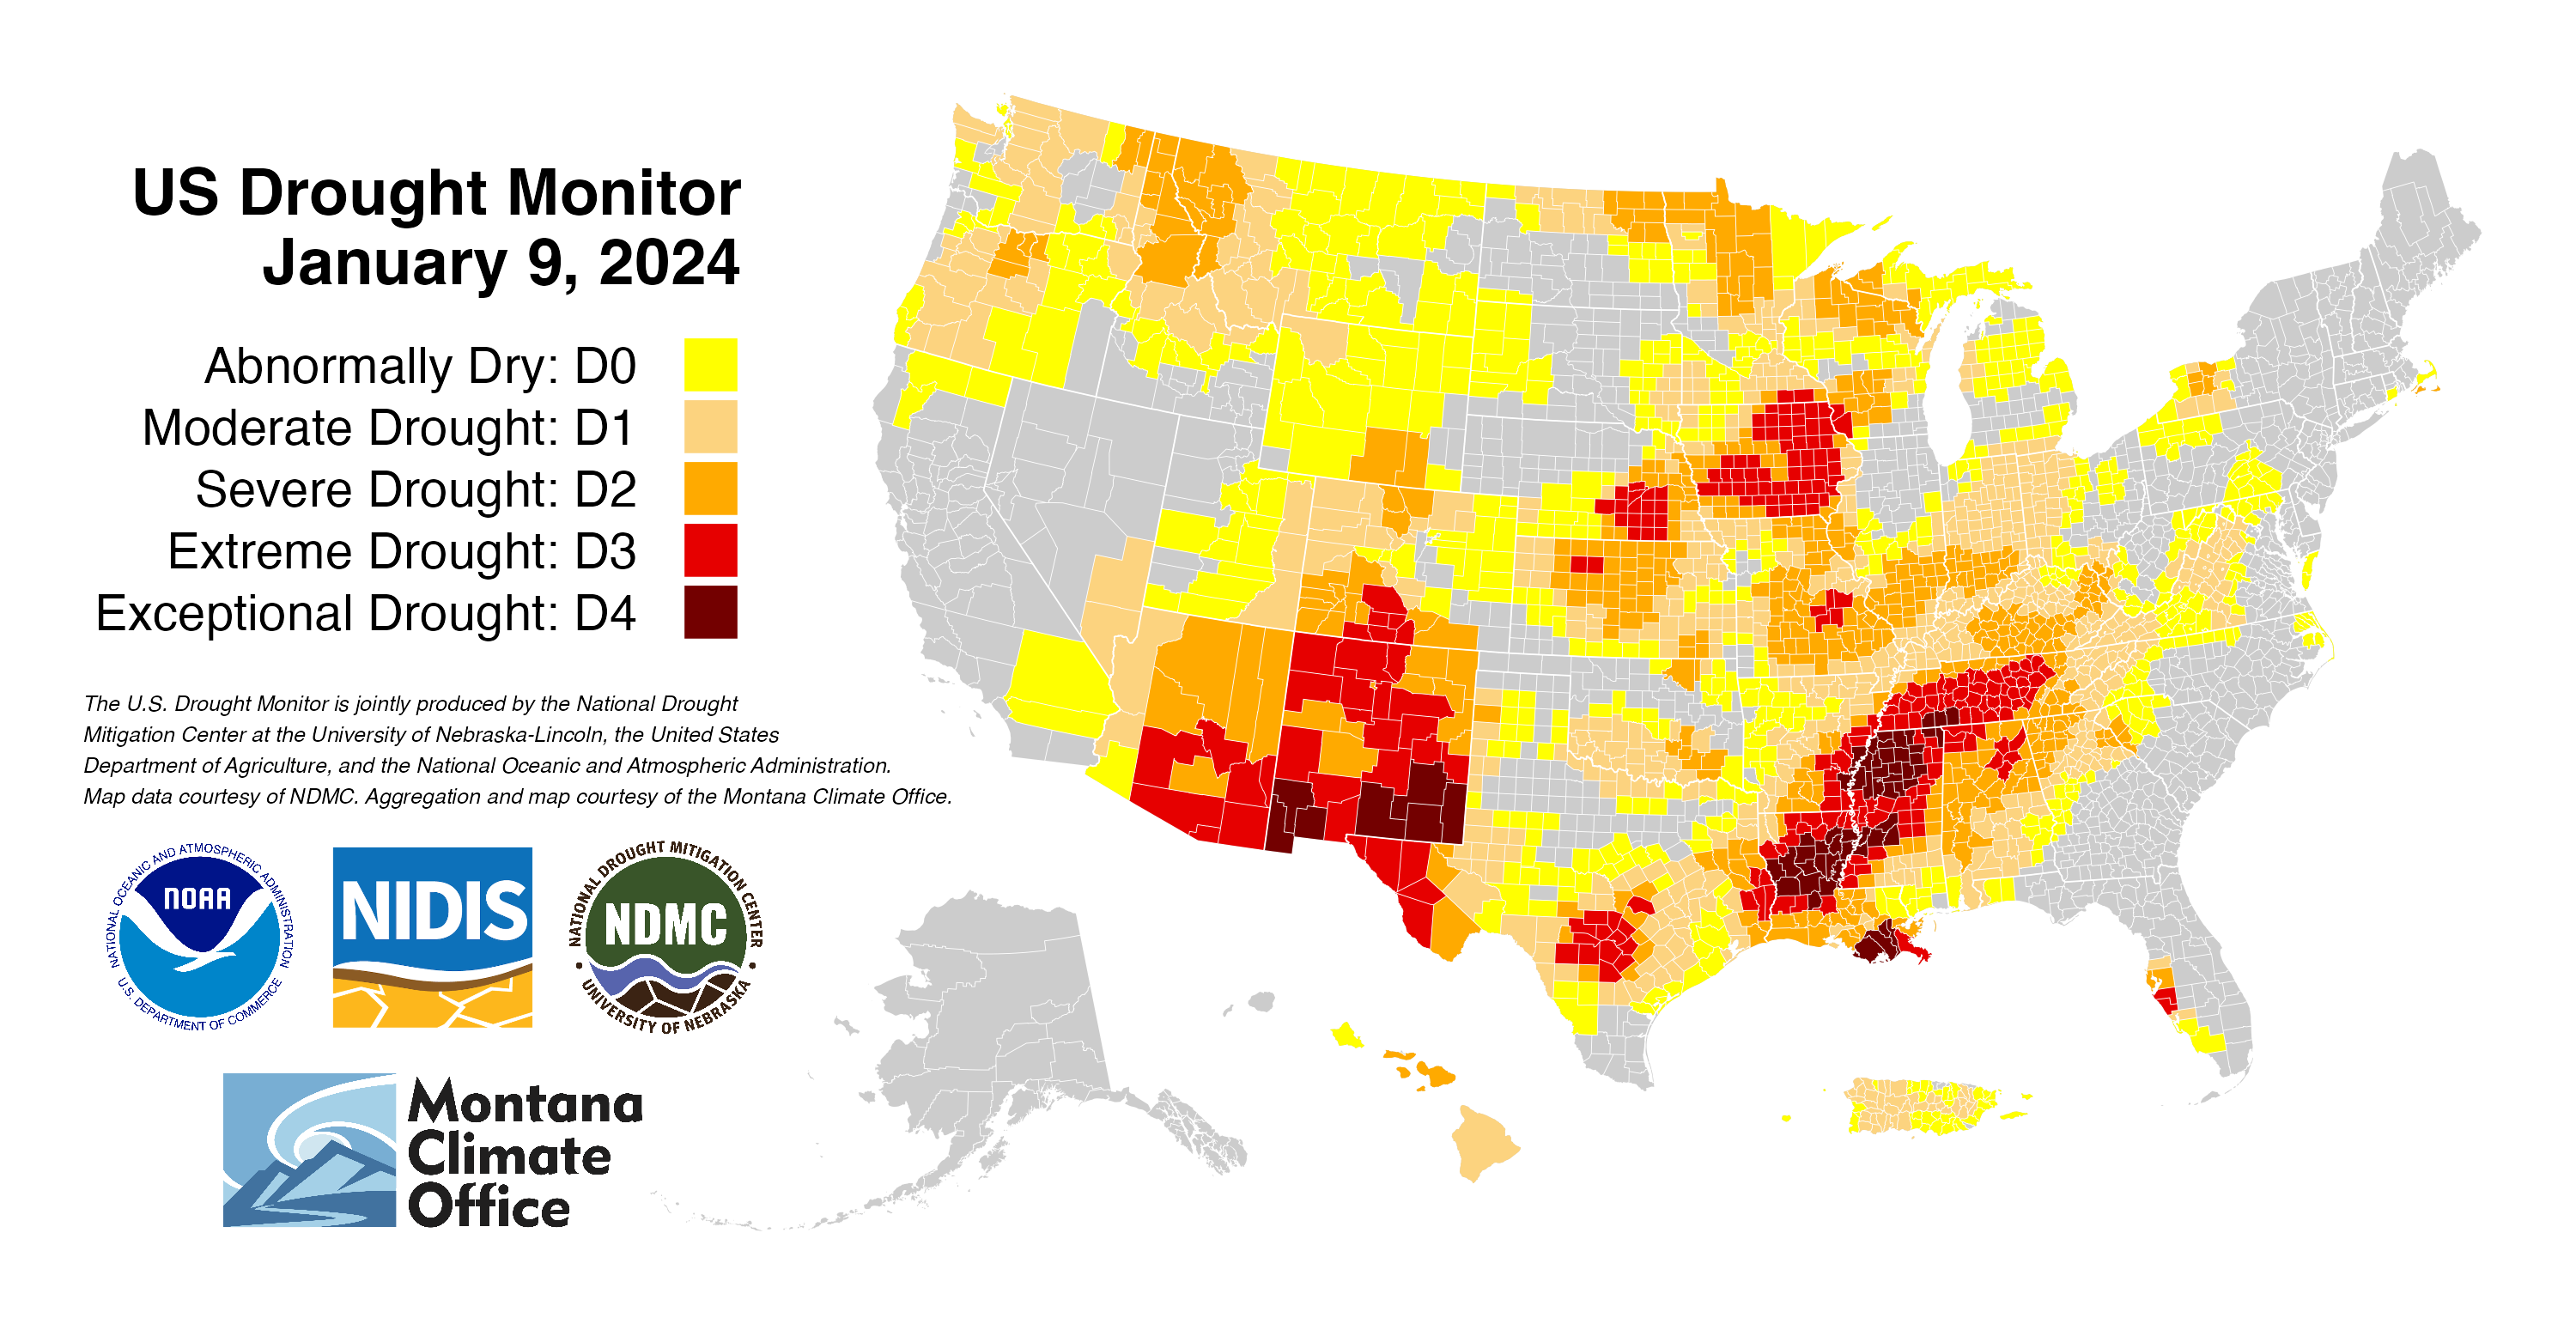 US Drought Monitor
January 9, 2024
Abnormally Dry: D0
Moderate Drought: D1
Severe Drought: D2
Extreme Drought: D3
Exceptional Drought: D4
The U.S. Drought Monitor is jointly produced by the National Drought
Mitigation Center at the University of Nebraska-Lincoln, the United States
Department of Agriculture, and the National Oceanic and Atmospheric Administration.
Map data courtesy of NDMC. Aggregation and map courtesy of the Montana Climate Office.
NATIONAL OCEANIC AND ATMOSPHERIC ADMINISTRATION
NOAA
U.S. DEPARTMENT OF COMMERCE
NIDIS
NATIONAL DROUGHT MITIGATION CENTER
NDMC
UNIVERSITY OF NEBRASKA
Montana
Climate
Office